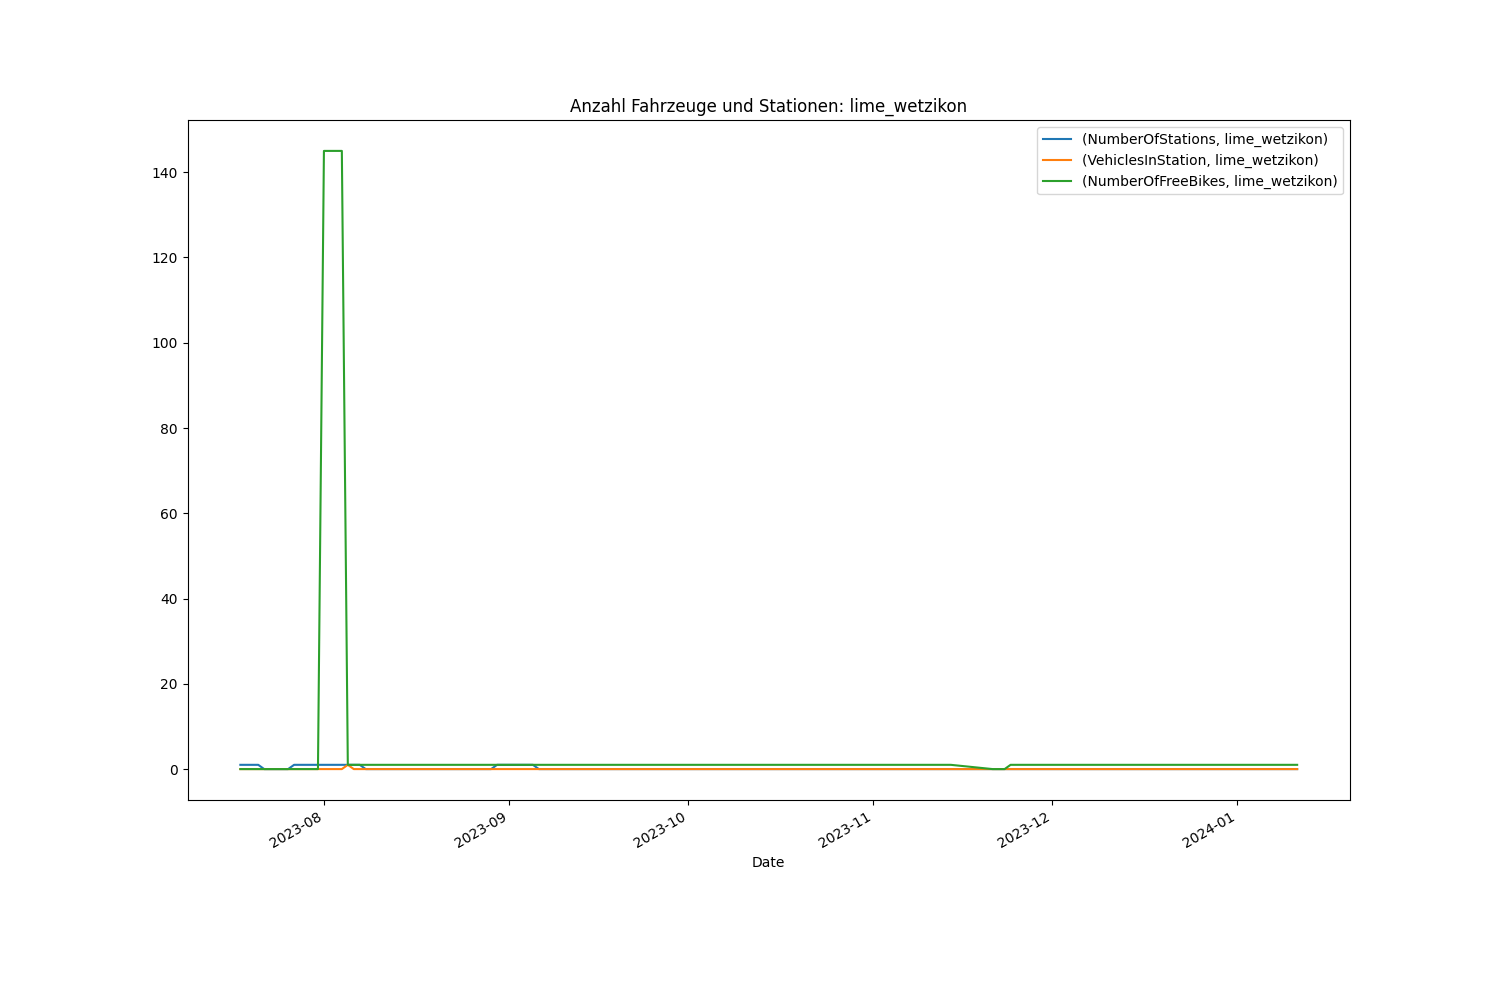 Anzahl Fahrzeuge und Stationen: lime_wetzikon
(NumberOfStations, lime_wetzikon)
(VehiclesInStation, lime_wetzikon)
(NumberOfFreeBikes, lime_wetzikon)
140
120
100
80
60
40
20
0
2023-08
2023-09
2023-10
2023-11
2023-12
2024-01
Date